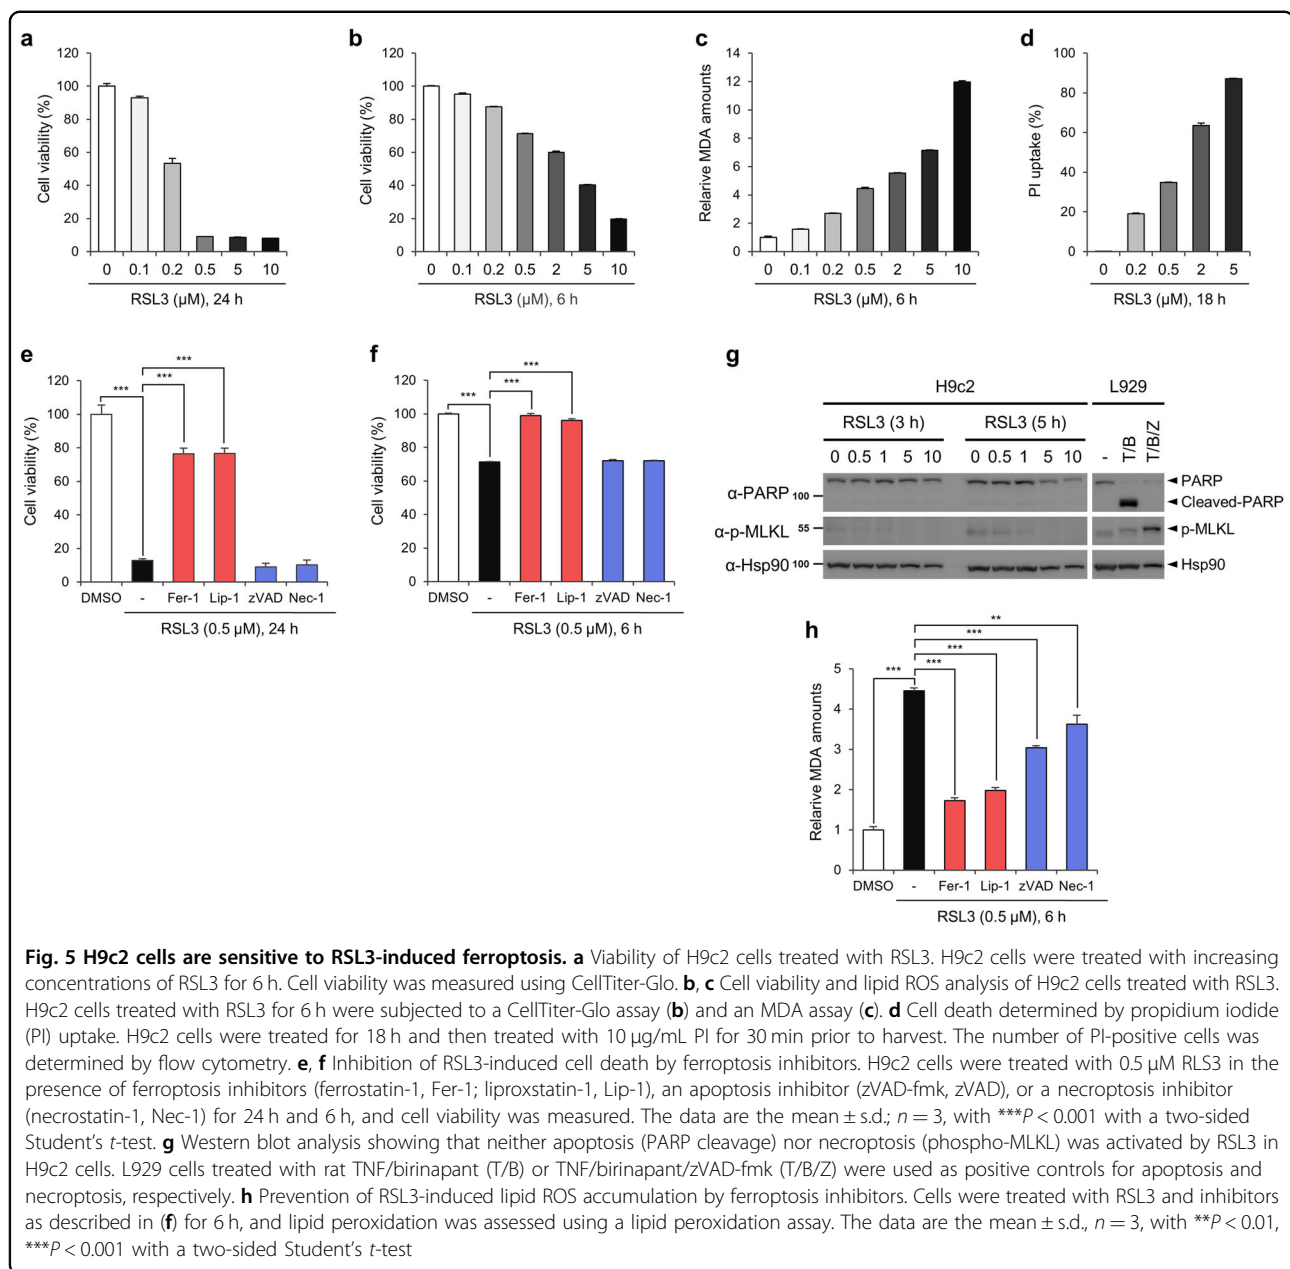 a
Cell viability (%)
120
100
80
60
40
20
0
0 0.1 0.2 0.5 5 10
RSL3 (µM), 24 h
b
Cell viability (%)
120
100
80
60
40
20
0
0 0.1 0.2 0.5 2 5 10
RSL3 (µM), 6 h
c
Relarive MDA amounts
14
12
10
8
6
4
2
0
0 0.1 0.2 0.5 2 5 10
RSL3 (µM), 6 h
d
PI uptake (%)
100
80
60
40
20
0
0 0.2 0.5 2 5
RSL3 (µM), 18 h
e
Cell viability (%)
120
100
80
60
40
20
0
***
***
***
DMSO - Fer-1 Lip-1 zVAD Nec-1
RSL3 (0.5 µM), 24 h
f
Cell viability (%)
120
100
80
60
40
20
0
***
***
***
DMSO - Fer-1 Lip-1 zVAD Nec-1
RSL3 (0.5 µM), 6 h
g
H9c2 L929
RSL3 (3 h) RSL3 (5 h)
0 0.5 1 5 10 0 0.5 1 5 10 - T/B T/B/Z
α-PARP 100 PARP
Cleaved-PARP
α-p-MLKL 55 p-MLKL
α-Hsp90 100 Hsp90
h
Relarive MDA amounts
5
4
3
2
1
0
**
***
***
***
***
DMSO - Fer-1 Lip-1 zVAD Nec-1
RSL3 (0.5 µM), 6 h
Fig. 5 H9c2 cells are sensitive to RSL3-induced ferroptosis. a Viability of H9c2 cells treated with RSL3. H9c2 cells were treated with increasing
concentrations of RSL3 for 6 h. Cell viability was measured using CellTiter-Glo. b, c Cell viability and lipid ROS analysis of H9c2 cells treated with RSL3.
H9c2 cells treated with RSL3 for 6 h were subjected to a CellTiter-Glo assay (b) and an MDA assay (c). d Cell death determined by propidium iodide
(PI) uptake. H9c2 cells were treated for 18 h and then treated with 10 µg/mL PI for 30 min prior to harvest. The number of PI-positive cells was
determined by flow cytometry. e, f Inhibition of RSL3-induced cell death by ferroptosis inhibitors. H9c2 cells were treated with 0.5 µM RLS3 in the
presence of ferroptosis inhibitors (ferrostatin-1, Fer-1; liproxstatin-1, Lip-1), an apoptosis inhibitor (zVAD-fmk, zVAD), or a necroptosis inhibitor
(necrostatin-1, Nec-1) for 24 h and 6 h, and cell viability was measured. The data are the mean ± s.d.; n = 3, with ***P < 0.001 with a two-sided
Student's t-test. g Western blot analysis showing that neither apoptosis (PARP cleavage) nor necroptosis (phospho-MLKL) was activated by RSL3 in
H9c2 cells. L929 cells treated with rat TNF/birinapant (T/B) or TNF/birinapant/zVAD-fmk (T/B/Z) were used as positive controls for apoptosis and
necroptosis, respectively. h Prevention of RSL3-induced lipid ROS accumulation by ferroptosis inhibitors. Cells were treated with RSL3 and inhibitors
as described in (f) for 6 h, and lipid peroxidation was assessed using a lipid peroxidation assay. The data are the mean ± s.d., n = 3, with **P < 0.01,
***P < 0.001 with a two-sided Student's t-test